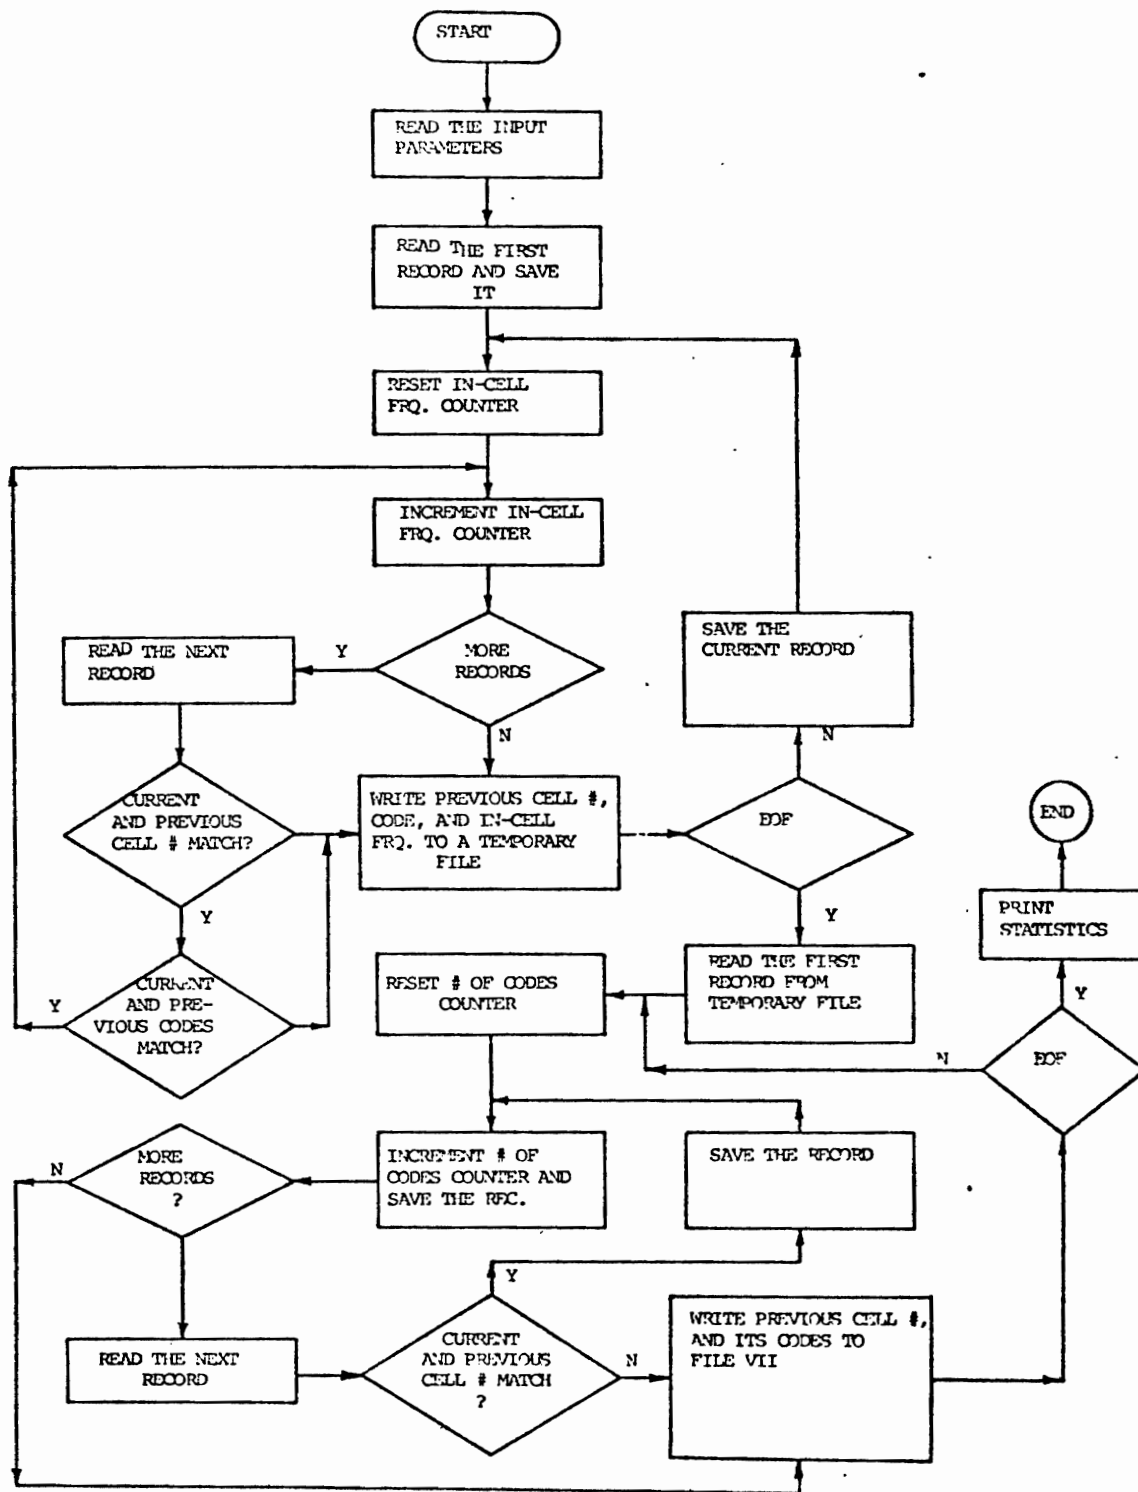 START
READ THE INPUT
PARAMETERS
READ THE FIRST
RECORD AND SAVE
IT
RESET IN-CELL
FRQ. COUNTER
INCREMENT IN-CELL
FRQ. COUNTER
MORE
RECORDS
Y
N
READ THE NEXT
RECORD
SAVE THE
CURRENT RECORD
N
CURRENT
AND PREVIOUS
CELL # MATCH?
Y
WRITE PREVIOUS CELL #,
CODE, AND IN-CELL
FRQ. TO A TEMPORARY
FILE
EOF
Y
END
PRINT
STATISTICS
Y
CURRENT
AND PRE-
VIOUS CODES
MATCH?
Y
RESET # OF CODES
COUNTER
READ THE FIRST
RECORD FROM
TEMPORARY FILE
N
EOF
MORE
RECORDS
?
N
INCREMENT # OF
CODES COUNTER AND
SAVE THE REC.
SAVE THE RECORD
Y
READ THE NEXT
RECORD
CURRENT
AND PREVIOUS
CELL # MATCH
?
N
WRITE PREVIOUS CELL #,
AND ITS CODES TO
FILE VII